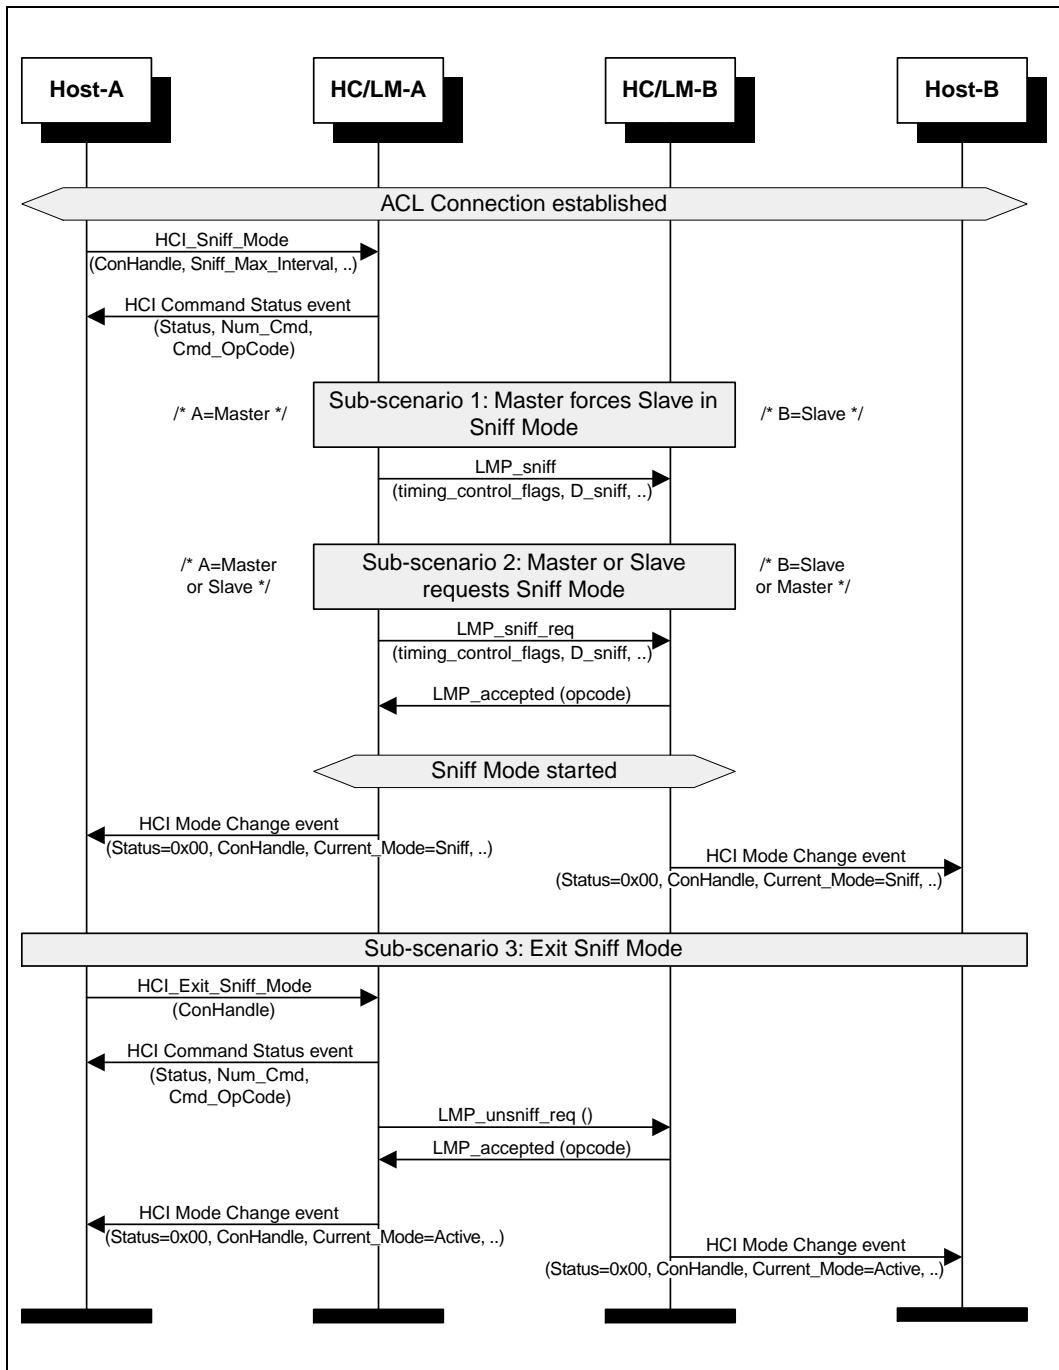 Host-A
HC/LM-A
HC/LM-B
Host-B
ACL Connection established
HCI_Sniff_Mode
(ConHandle, Sniff_Max_Interval, ..)
HCI Command Status event
(Status, Num_Cmd,
Cmd_OpCode)
/* A=Master */
Sub-scenario 1: Master forces Slave in
Sniff Mode
/* B=Slave */
LMP_sniff
(timing_control_flags, D_sniff, ..)
/* A=Master
or Slave */
Sub-scenario 2: Master or Slave
requests Sniff Mode
/* B=Slave
or Master */
LMP_sniff_req
(timing_control_flags, D_sniff, ..)
LMP_accepted (opcode)
Sniff Mode started
HCI Mode Change event
(Status=0x00, ConHandle, Current_Mode=Sniff, ..)
HCI Mode Change event
(Status=0x00, ConHandle, Current_Mode=Sniff, ..)
Sub-scenario 3: Exit Sniff Mode
HCI_Exit_Sniff_Mode
(ConHandle)
HCI Command Status event
(Status, Num_Cmd,
Cmd_OpCode)
LMP_unsniff_req ()
LMP_accepted (opcode)
HCI Mode Change event
(Status=0x00, ConHandle, Current_Mode=Active, ..)
HCI Mode Change event
(Status=0x00, ConHandle, Current_Mode=Active, ..)